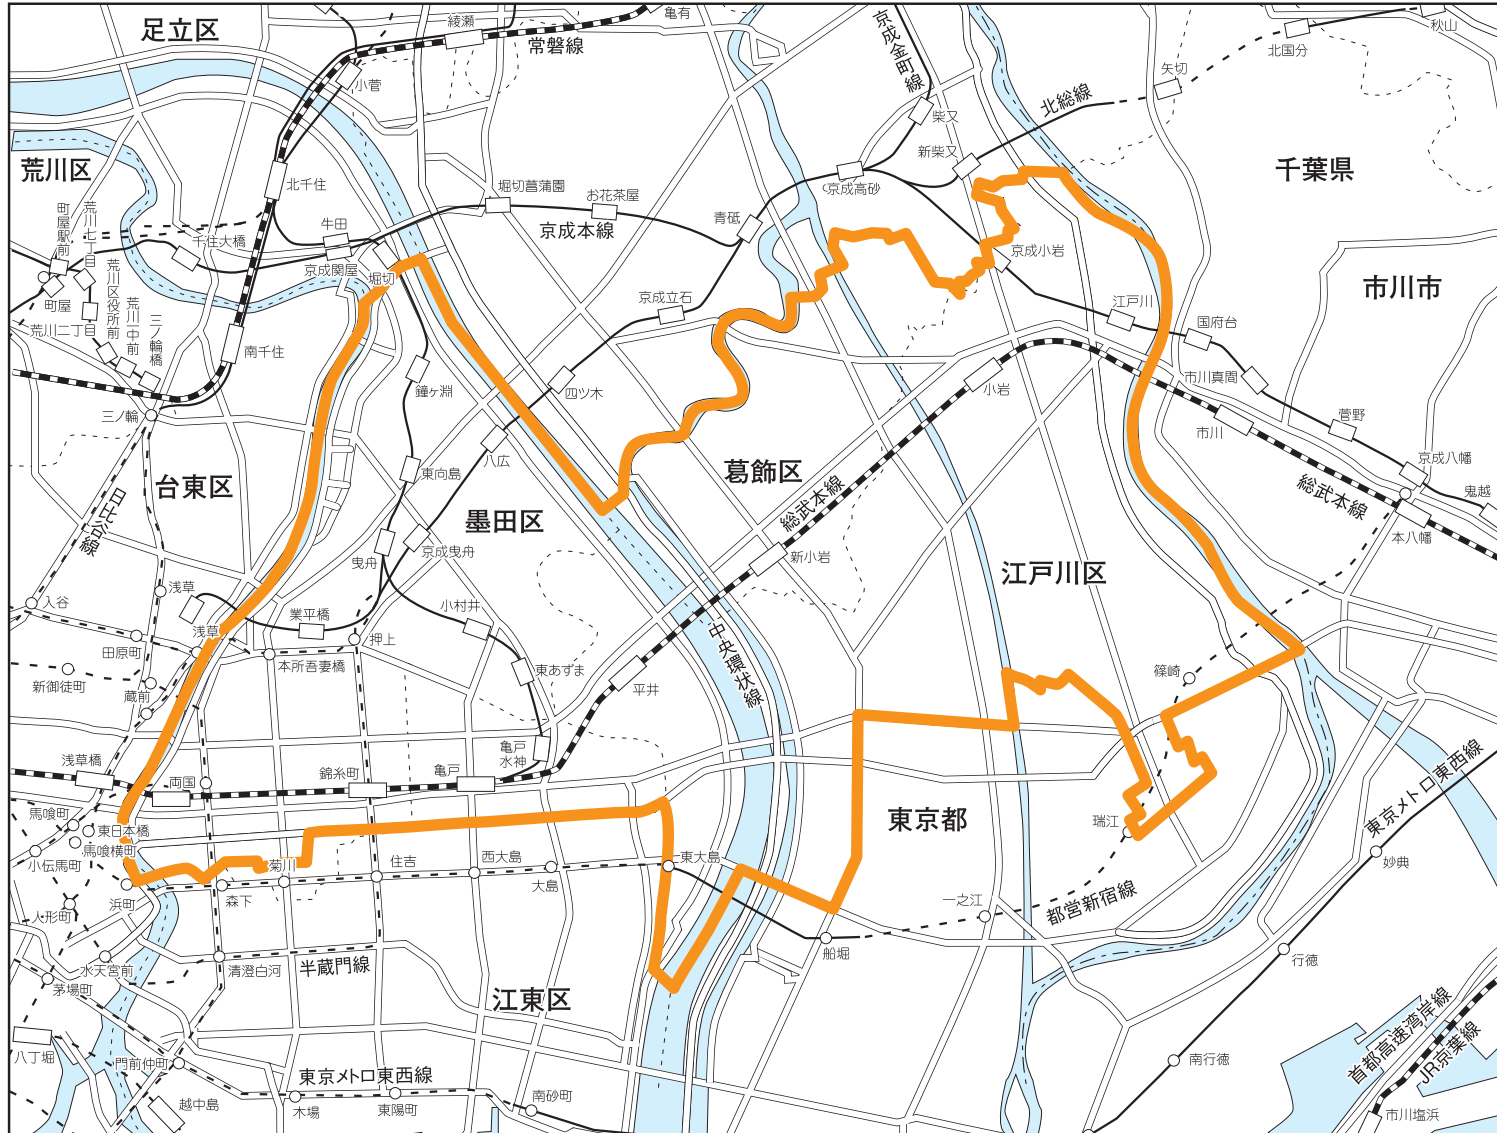 足立区
綾瀬
亀有
常磐線
小菅
京成金町線
北国分
秋山
矢切
北総線
柴又
新柴又
荒川区
北千住
堀切菖蒲園
お花茶屋
京成高砂
千葉県
町屋駅前
荒川七丁目
牛田
青砥
京成本線
千住大橋
京成関屋
堀切
京成小岩
町屋
荒川区役所前
荒川二丁目
荒川一中前
三ノ輪橋
京成立石
江戸川
国府台
市川市
南千住
鐘ヶ淵
四ツ木
小岩
市川真間
三ノ輪
八広
市川
菅野
京成八幡
東向島
葛飾区
台東区
日比谷線
墨田区
総武本線
総武本線
鬼越
本八幡
曳舟
京成曳舟
新小岩
江戸川区
入谷
浅草
業平橋
小村井
浅草
押上
田原町
本所吾妻橋
東あずま
中央環状線
新御徒町
蔵前
平井
篠崎
浅草橋
両国
錦糸町
亀戸
亀戸水神
馬喰町
東日本橋
馬喰横町
小伝馬町
菊川
住吉
西大島
東大島
大島
東京都
瑞江
東京メトロ東西線
妙典
人形町
浜町
森下
一之江
都営新宿線
船堀
行徳
水天宮前
清澄白河
半蔵門線
茅場町
江東区
首都高速湾岸線
JR京葉線
八丁堀
門前仲町
東京メトロ東西線
南行徳
越中島
木場
東陽町
南砂町
市川塩浜